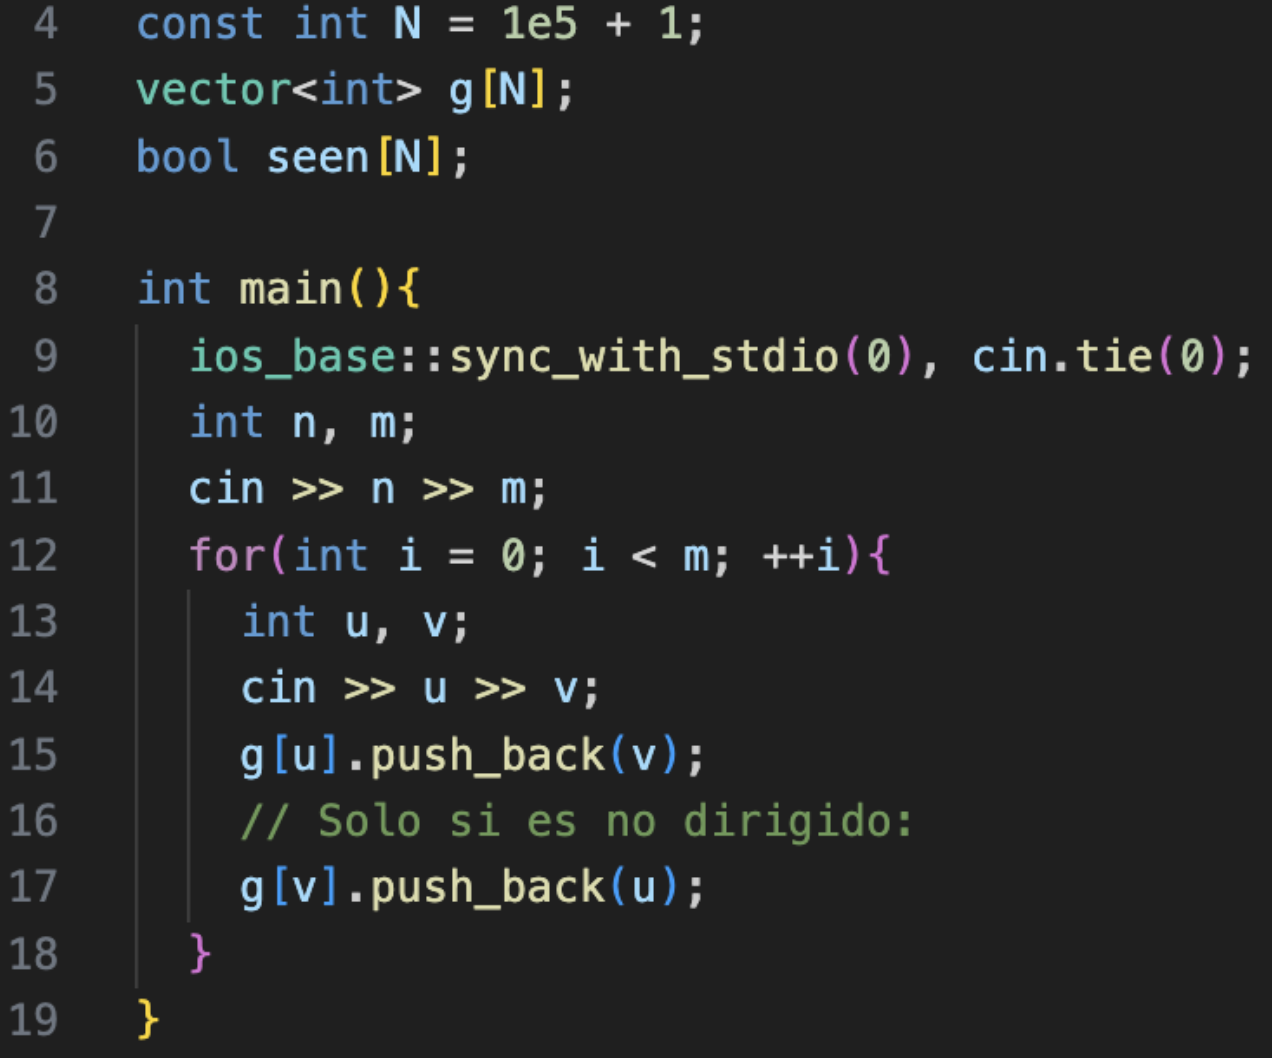 4 const int N = 1e5 + 1;
5 vector<int> g[N];
6 bool seen[N];
7
8 int main(){
9 ios_base::sync_with_stdio(0), cin.tie(0);
10 int n, m;
11 cin >> n >> m;
12 for(int i = 0; i < m; ++i){
13 int u, v;
14 cin >> u >> v;
15 g[u].push_back(v);
16 // Solo si es no dirigido:
17 g[v].push_back(u);
18 }
19 }